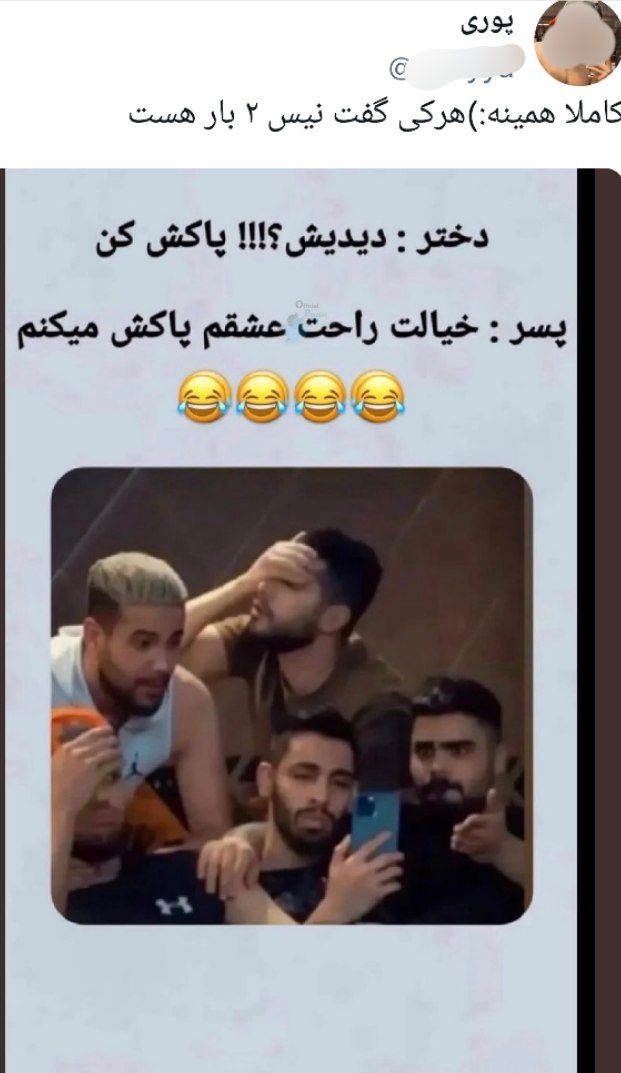 پوری
@
کاملا همینه:)هرکی گفت نیس ۲ بار هست
دختر : دیدیش؟!!! پاکش کن
Official
پسر : خیالت راحت عشقم پاکش میکنم
😂😂😂😂